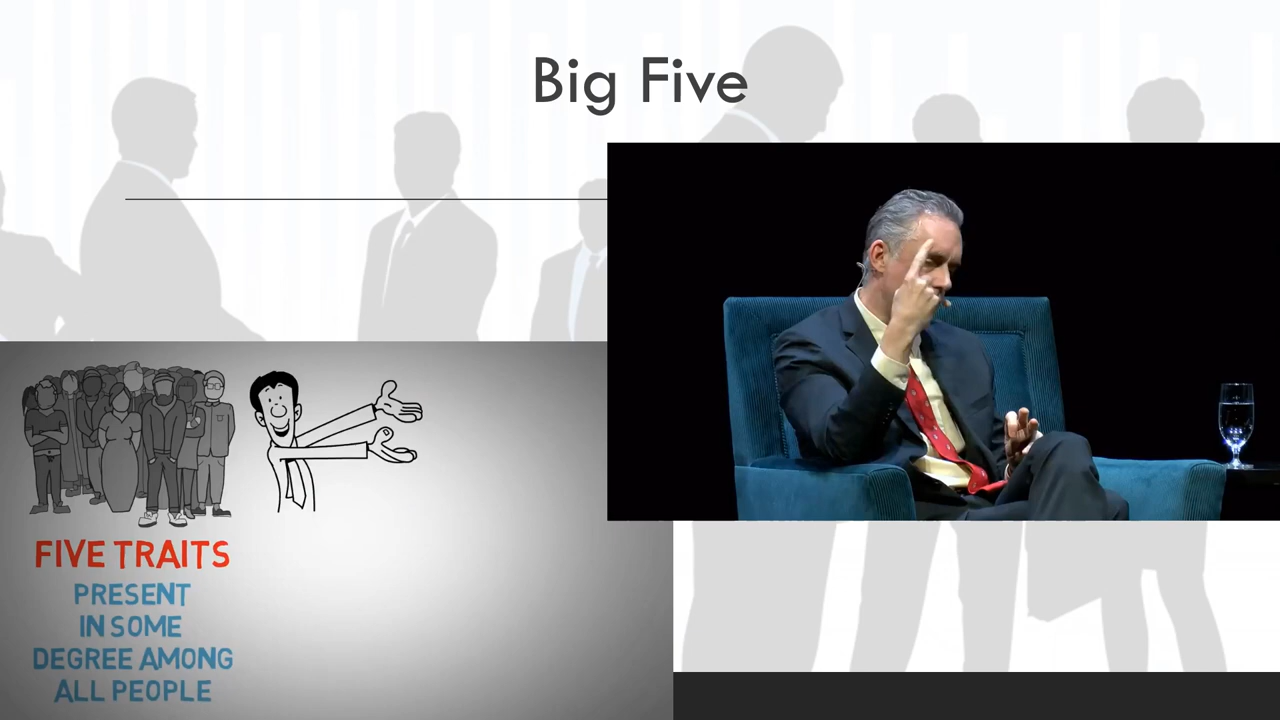 Big Five
FIVE TRAITS
PRESENT
IN SOME
DEGREE AMONG
ALL PEOPLE